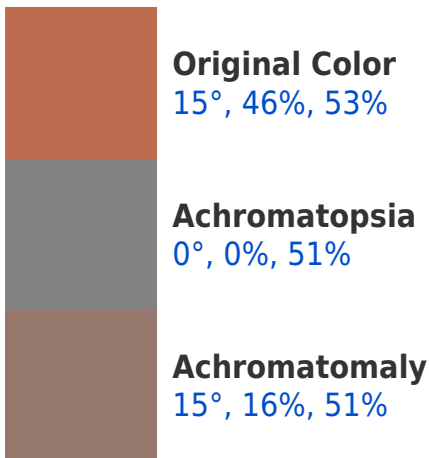 Original Color
15°, 46%, 53%
Achromatopsia
0°, 0%, 51%
Achromatomaly
15°, 16%, 51%